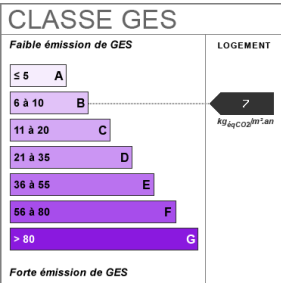 CLASSE GES
Faible émission de GES
LOGEMENT
≤ 5 A
6 à 10 B
7
kgéqCO2/m².an
11 à 20 C
21 à 35 D
36 à 55 E
56 à 80 F
> 80 G
Forte émission de GES